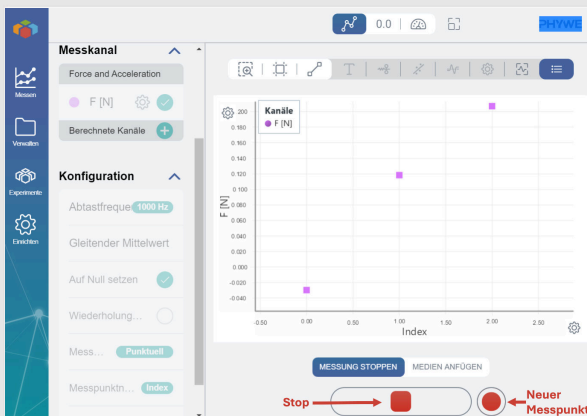 0.0
PHYWE
Messkanal
Force and Acceleration
F [N]
Berechnete Kanäle
Konfiguration
Abtastfreque 1000 Hz
Gleitender Mittelwert
Auf Null setzen
Wiederholung...
Mess... Punktuell
Messpunktn... Index
Messen
Verwalten
Experimente
Einrichten
T
Kanäle
F [N]
200
0.180
0.160
0.140
0.120
0.100
0.080
0.060
0.040
0.020
0.000
-0.020
-0.040
F [N]
-0.50 0.00 0.50 1.00 1.50 2.00 2.50
Index
MESSUNG STOPPEN MEDIEN ANFÜGEN
Stop
Neuer
Messpunkt